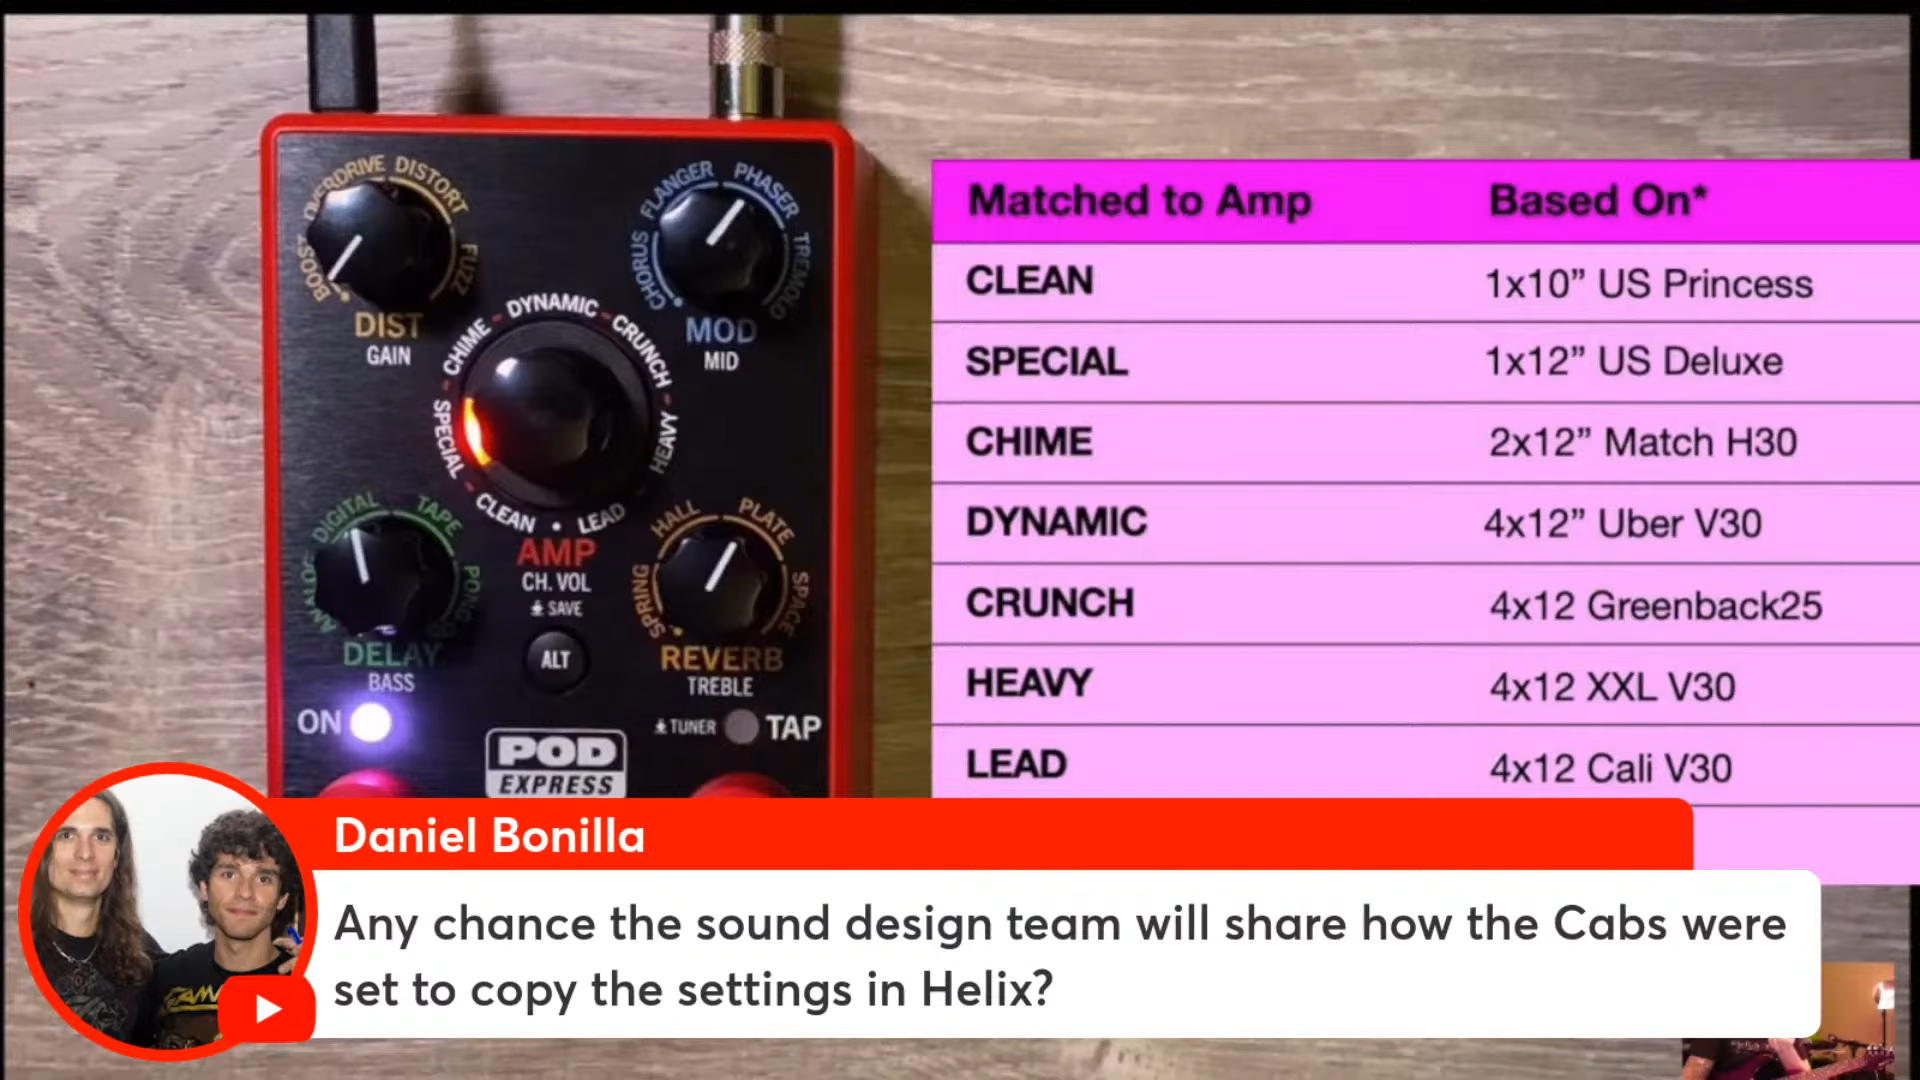 OVERDRIVE DISTORT
BOOST
FUZZ
DIST
GAIN
FLANGER PHASER
CHORUS
TREMOLO
MOD
MID
DYNAMIC
CHIME
CRUNCH
SPECIAL
HEAVY
CLEAN • LEAD
AMP
CH. VOL
SAVE
ALT
DIGITAL TAPE
ANALOG
DELAY
BASS
HALL PLATE
SPRING
SPACE
REVERB
TREBLE
ON
TUNER TAP
POD
EXPRESS
Matched to Amp Based On*
CLEAN 1x10” US Princess
SPECIAL 1x12” US Deluxe
CHIME 2x12” Match H30
DYNAMIC 4x12” Uber V30
CRUNCH 4x12 Greenback25
HEAVY 4x12 XXL V30
LEAD 4x12 Cali V30
Daniel Bonilla
Any chance the sound design team will share how the Cabs were
set to copy the settings in Helix?